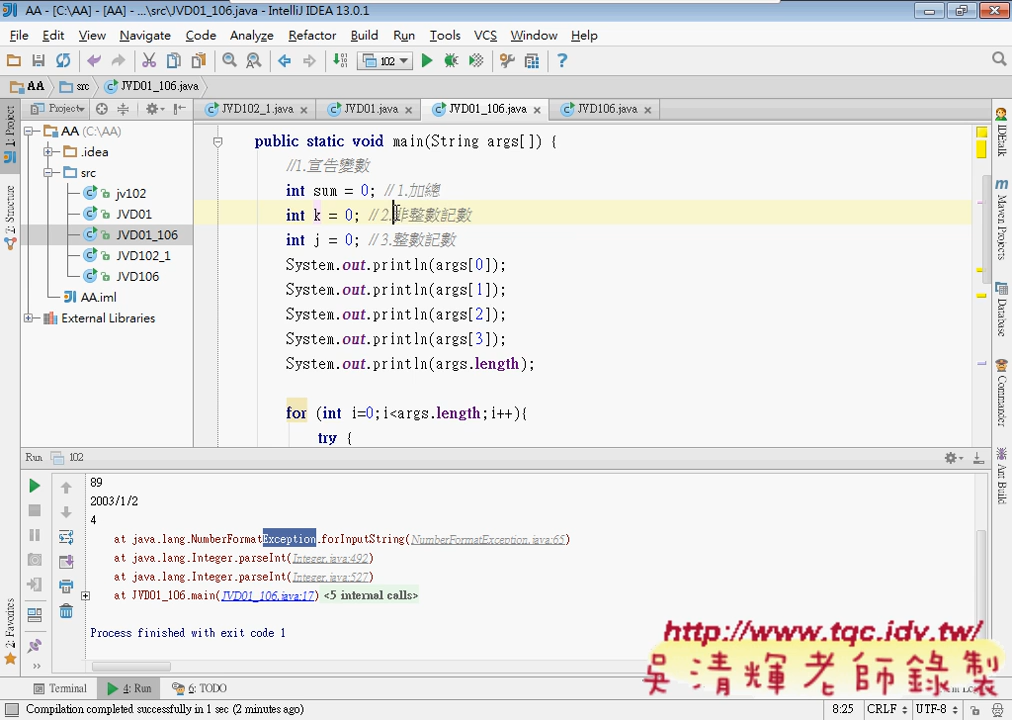 AA - [C:\AA] - [AA] - ...\src\JVD01_106.java - IntelliJ IDEA 13.0.1
File Edit View Navigate Code Analyze Refactor Build Run Tools VCS Window Help
102
AA src JVD01_106.java
Project JVD102_1.java JVD01.java JVD01_106.java JVD106.java
AA (C:\AA)
.idea
src
jv102
JVD01
JVD01_106
JVD102_1
JVD106
AA.iml
External Libraries
1: Project
7: Structure
2: Favorites
public static void main(String args[]) {
//1.宣告變數
int sum = 0; //1.加總
int k = 0; //2.非整數記數
int j = 0; //3.整數記數
System.out.println(args[0]);
System.out.println(args[1]);
System.out.println(args[2]);
System.out.println(args[3]);
System.out.println(args.length);
for (int i=0;i<args.length;i++){
try {
IDEtalk
Maven Projects
Database
Commander
Ant Build
Run 102
89
2003/1/2
4
at java.lang.NumberFormatException.forInputString(NumberFormatException.java:65)
at java.lang.Integer.parseInt(Integer.java:492)
at java.lang.Integer.parseInt(Integer.java:527)
at JVD01_106.main(JVD01_106.java:17) <5 internal calls>
Process finished with exit code 1
http://www.tqc.idv.tw/
吳清輝老師錄製
Terminal 4: Run 6: TODO
Compilation completed successfully in 1 sec (2 minutes ago) 8:25 CRLF UTF-8